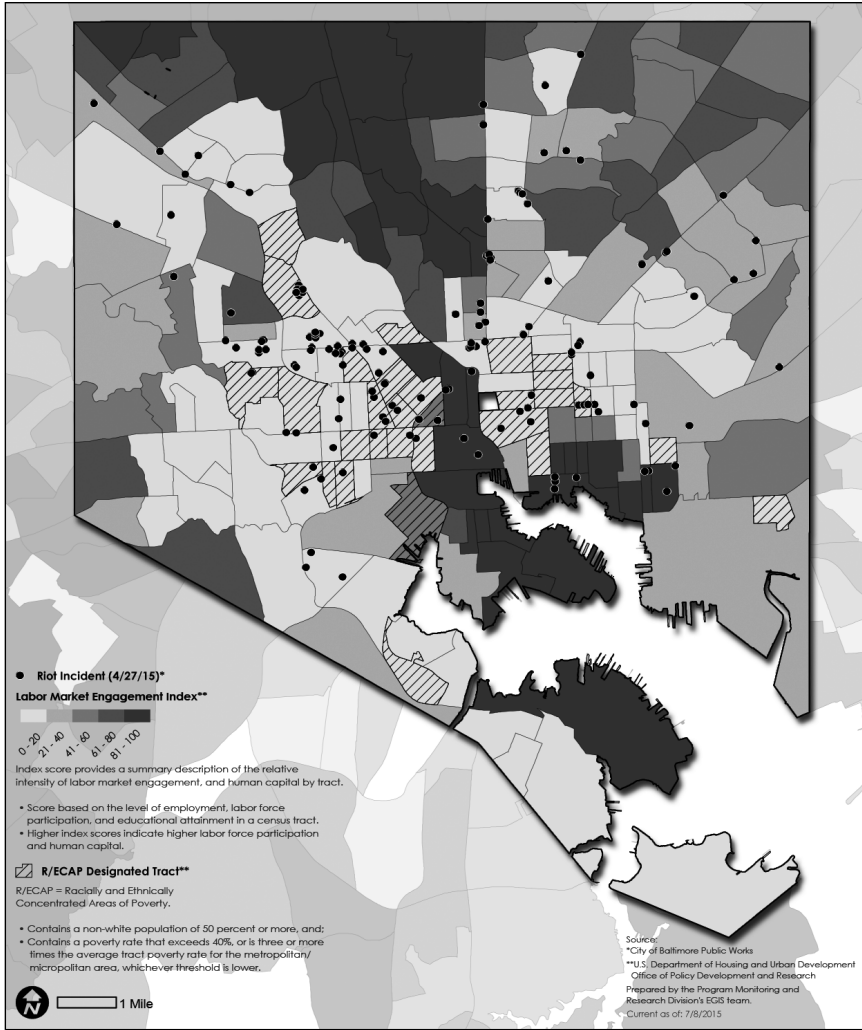 Riot Incident (4/27/15)*
Labor Market Engagement Index**
0 - 20
21 - 40
41 - 60
61 - 80
81 - 100
Index score provides a summary description of the relative
intensity of labor market engagement, and human capital by tract.
• Score based on the level of employment, labor force
participation, and educational attainment in a census tract.
• Higher index scores indicate higher labor force participation
and human capital.
R/ECAP Designated Tract**
R/ECAP = Racially and Ethnically
Concentrated Areas of Poverty.
• Contains a non-white population of 50 percent or more, and;
• Contains a poverty rate that exceeds 40%, or is three or more
times the average tract poverty rate for the metropolitan/
micropolitan area, whichever threshold is lower.
N
1 Mile
Source:
*City of Baltimore Public Works
**U.S. Department of Housing and Urban Development
Office of Policy Development and Research
Prepared by the Program Monitoring and
Research Division's EGIS team.
Current as of: 7/8/2015